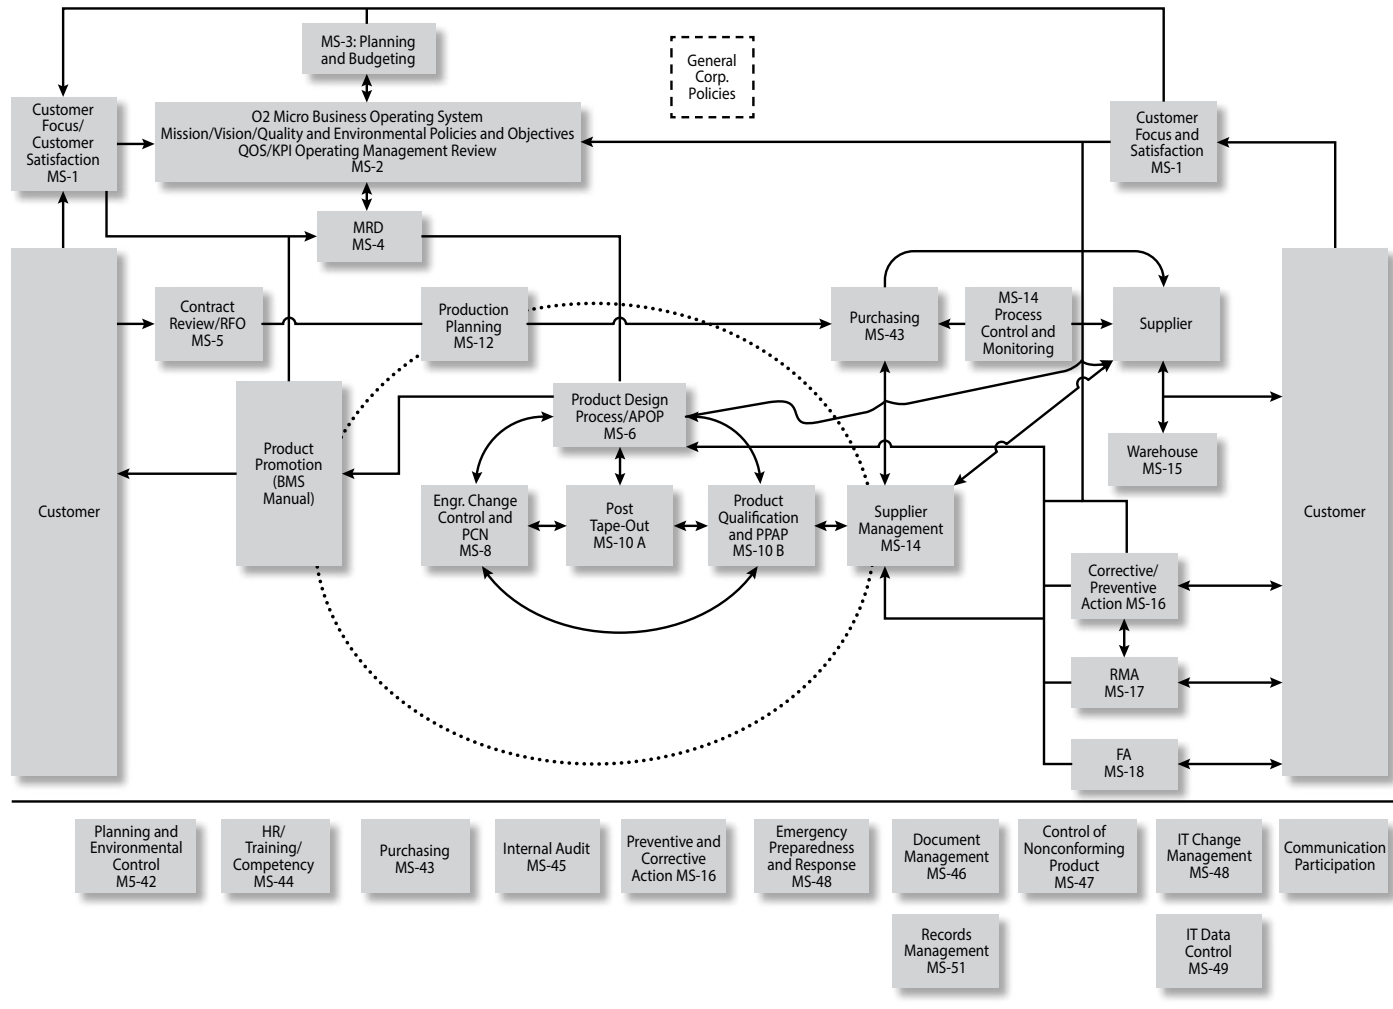 MS-3: Planning
and Budgeting
General
Corp.
Policies
Customer
Focus/
Customer
Satisfaction
MS-1
O2 Micro Business Operating System
Mission/Vision/Quality and Environmental Policies and Objectives
QOS/KPI Operating Management Review
MS-2
Customer
Focus and
Satisfaction
MS-1
MRD
MS-4
Contract
Review/RFO
MS-5
Production
Planning
MS-12
Purchasing
MS-43
MS-14
Process
Control and
Monitoring
Supplier
Product Design
Process/APOP
MS-6
Product
Promotion
(BMS
Manual)
Warehouse
MS-15
Customer
Engr. Change
Control and
PCN
MS-8
Post
Tape-Out
MS-10 A
Product
Qualification
and PPAP
MS-10 B
Supplier
Management
MS-14
Customer
Corrective/
Preventive
Action MS-16
RMA
MS-17
FA
MS-18
Planning and
Environmental
Control
M5-42
HR/
Training/
Competency
MS-44
Purchasing
MS-43
Internal Audit
MS-45
Preventive and
Corrective
Action MS-16
Emergency
Preparedness
and Response
MS-48
Document
Management
MS-46
Control of
Nonconforming
Product
MS-47
IT Change
Management
MS-48
Communication
Participation
Records
Management
MS-51
IT Data
Control
MS-49